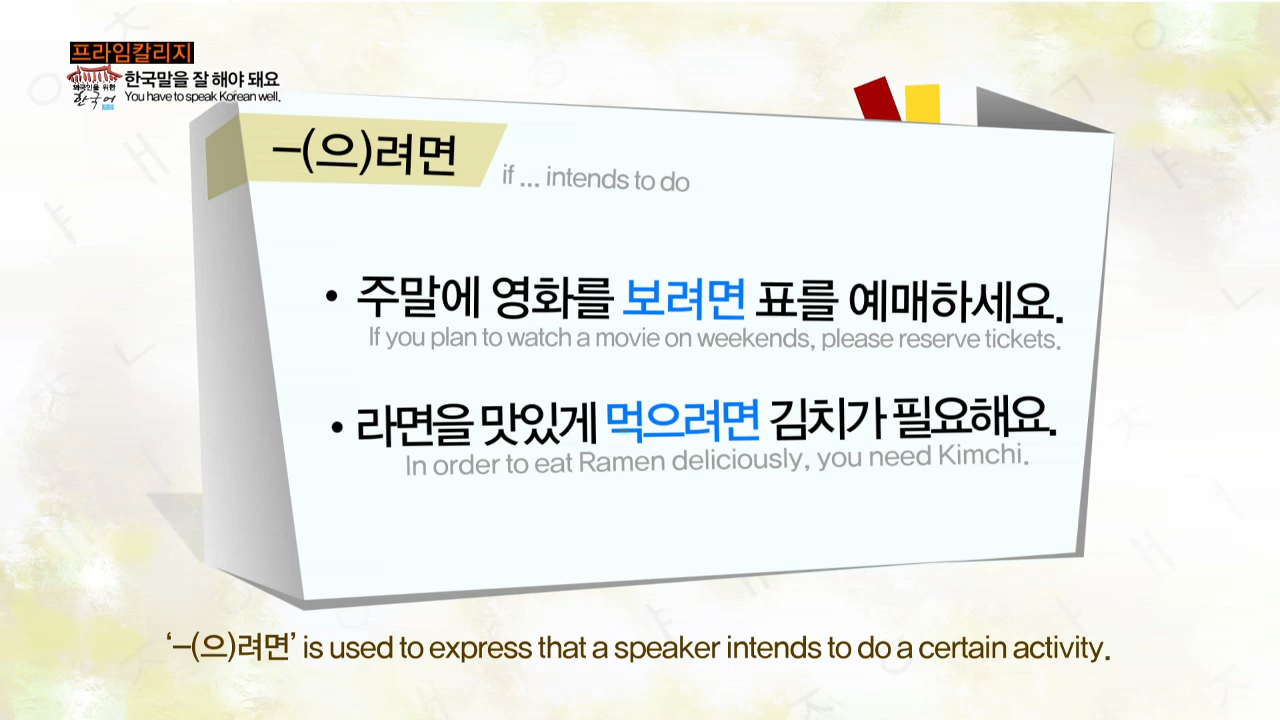 프라임칼리지
외국인을 위한
한국어
한국말을 잘 해야 돼요
You have to speak Korean well.
-(으)려면
if ... intends to do
• 주말에 영화를 보려면 표를 예매하세요.
If you plan to watch a movie on weekends, please reserve tickets.
• 라면을 맛있게 먹으려면 김치가 필요해요.
In order to eat Ramen deliciously, you need Kimchi.
‘-(으)려면’ is used to express that a speaker intends to do a certain activity.